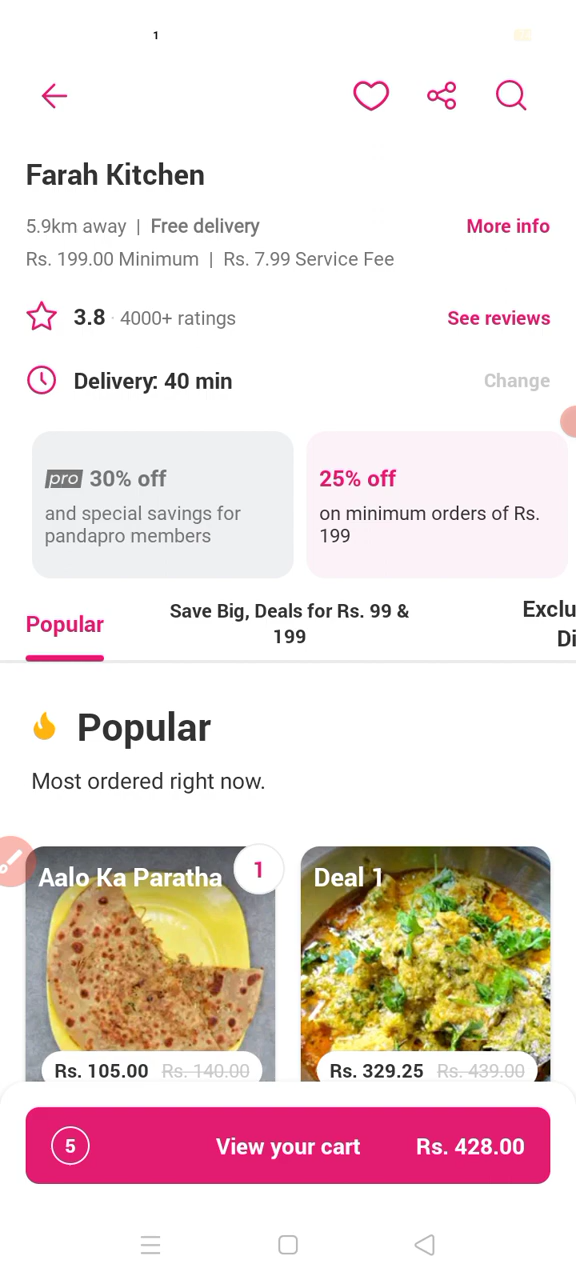 1
Farah Kitchen
5.9km away | Free delivery
More info
Rs. 199.00 Minimum | Rs. 7.99 Service Fee
3.8 · 4000+ ratings
See reviews
Delivery: 40 min
Change
pro 30% off
and special savings for
pandapro members
25% off
on minimum orders of Rs.
199
Popular
Save Big, Deals for Rs. 99 &
199
Exclu
Di
Popular
Most ordered right now.
Aalo Ka Paratha
1
Deal 1
Rs. 105.00 Rs. 140.00
Rs. 329.25 Rs. 439.00
5
View your cart
Rs. 428.00